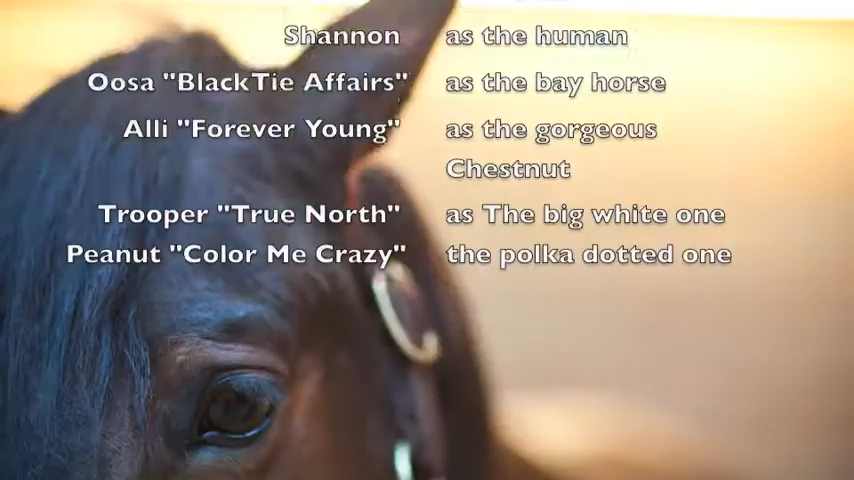 Shannon as the human
Oosa "BlackTie Affairs" as the bay horse
Alli "Forever Young" as the gorgeous
Chestnut
Trooper "True North" as The big white one
Peanut "Color Me Crazy" the polka dotted one